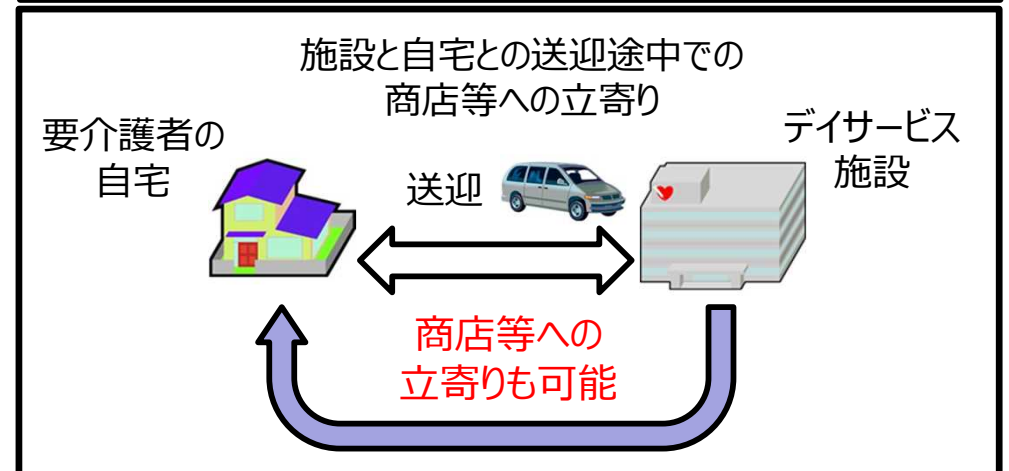 施設と自宅との送迎途中での
商店等への立寄り
要介護者の
自宅
送迎
デイサービス
施設
商店等への
立寄りも可能